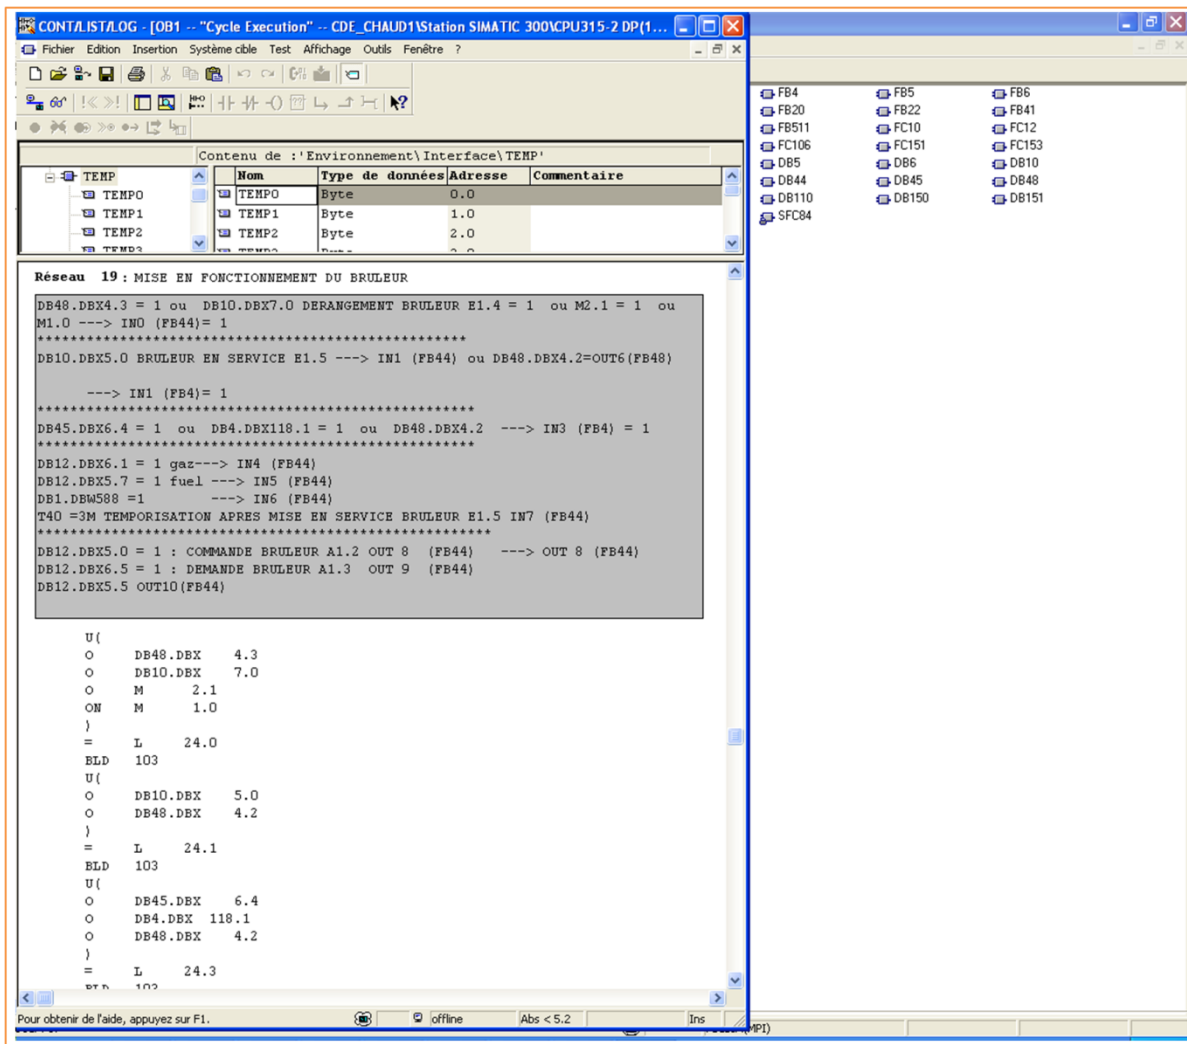 CONT/LIST/LOG - [OB1 -- "Cycle Execution" -- CDE_CHAUD1\Station SIMATIC 300\CPU315-2 DP(1...
Fichier Edition Insertion Système cible Test Affichage Outils Fenêtre ?
Contenu de :'Environnement\Interface\TEMP'
TEMP
TEMP0
TEMP1
TEMP2
TEMP3
Nom Type de données Adresse Commentaire
TEMP0 Byte 0.0
TEMP1 Byte 1.0
TEMP2 Byte 2.0
Réseau 19 : MISE EN FONCTIONNEMENT DU BRULEUR
DB48.DBX4.3 = 1 ou DB10.DBX7.0 DERANGEMENT BRULEUR E1.4 = 1 ou M2.1 = 1 ou
M1.0 ---> IN0 (FB44)= 1
****************************************************
DB10.DBX5.0 BRULEUR EN SERVICE E1.5 ---> IN1 (FB44) ou DB48.DBX4.2=OUT6(FB48)
---> IN1 (FB4)= 1
*****************************************************
DB45.DBX6.4 = 1 ou DB4.DBX118.1 = 1 ou DB48.DBX4.2 ---> IN3 (FB4) = 1
*****************************************************
DB12.DBX6.1 = 1 gaz---> IN4 (FB44)
DB12.DBX5.7 = 1 fuel ---> IN5 (FB44)
DB1.DBW588 =1 ---> IN6 (FB44)
T40 =3M TEMPORISATION APRES MISE EN SERVICE BRULEUR E1.5 IN7 (FB44)
*******************************************************
DB12.DBX5.0 = 1 : COMMANDE BRULEUR A1.2 OUT 8 (FB44) ---> OUT 8 (FB44)
DB12.DBX6.5 = 1 : DEMANDE BRULEUR A1.3 OUT 9 (FB44)
DB12.DBX5.5 OUT10(FB44)
U(
O DB48.DBX 4.3
O DB10.DBX 7.0
O M 2.1
ON M 1.0
)
= L 24.0
BLD 103
U(
O DB10.DBX 5.0
O DB48.DBX 4.2
)
= L 24.1
BLD 103
U(
O DB45.DBX 6.4
O DB4.DBX 118.1
O DB48.DBX 4.2
)
= L 24.3
BLD 103
Pour obtenir de l'aide, appuyez sur F1. offline Abs < 5.2 Ins
FB4 FB5 FB6
FB20 FB22 FB41
FB511 FC10 FC12
FC106 FC151 FC153
DB5 DB6 DB10
DB44 DB45 DB48
DB110 DB150 DB151
SFC84
(MPI)